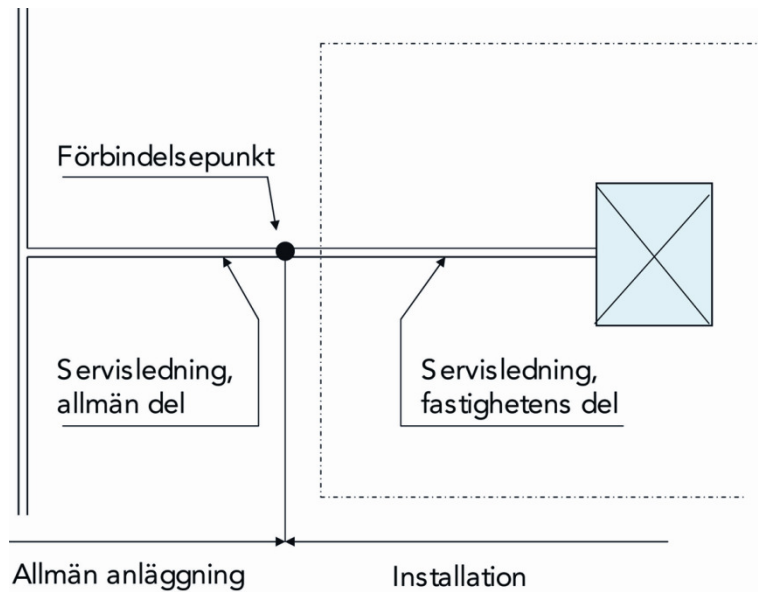 Förbindelsepunkt
Servisledning,
allmän del
Servisledning,
fastighetens del
Allmän anläggning
Installation